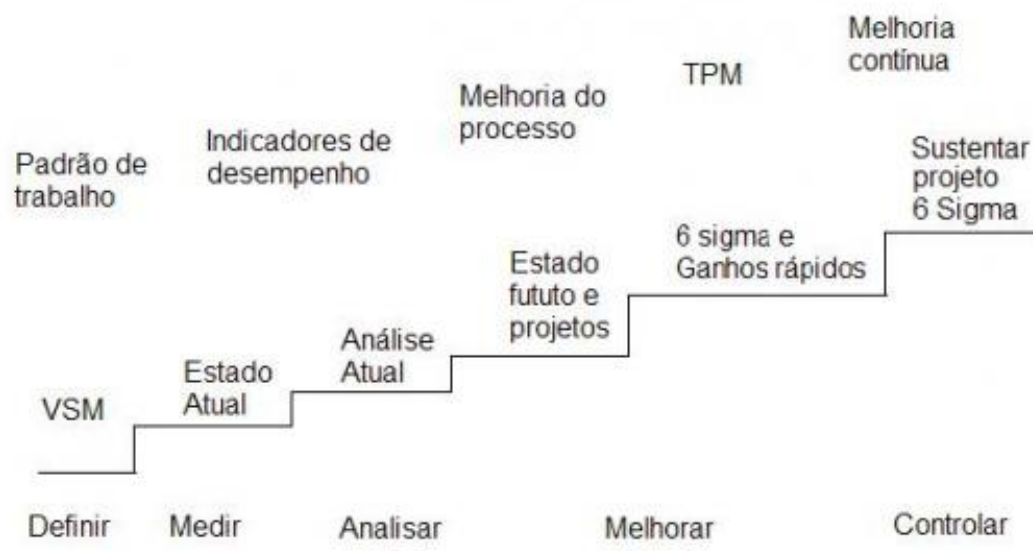 Melhoria
contínua
TPM
Melhoria do
processo
Indicadores de
desempenho
Padrão de
trabalho
Sustentar
projeto
6 Sigma
6 sigma e
Ganhos rápidos
Estado
fututo e
projetos
Análise
Atual
Estado
Atual
VSM
Definir
Medir
Analisar
Melhorar
Controlar